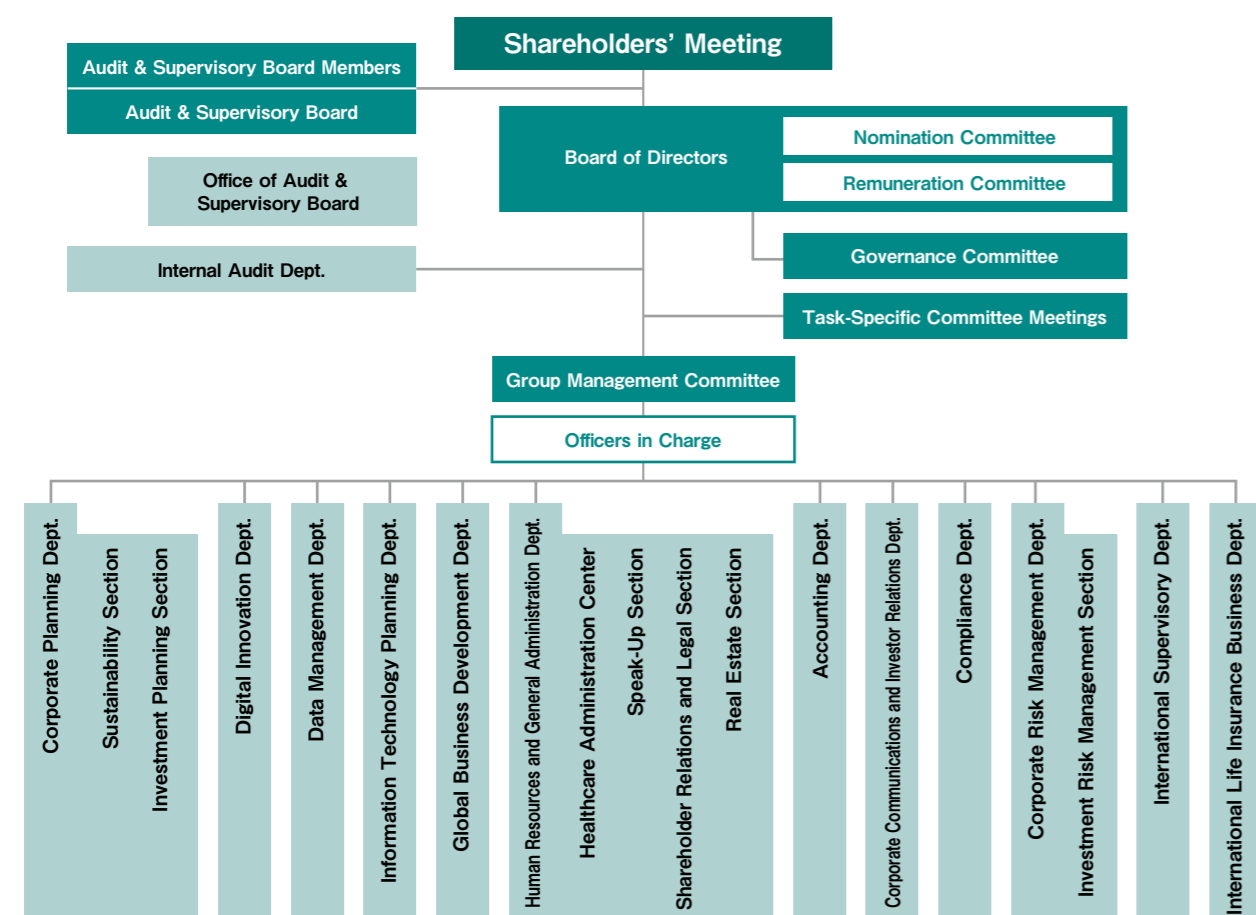 Shareholders’ Meeting
Audit & Supervisory Board Members
Audit & Supervisory Board
Board of Directors
Nomination Committee
Remuneration Committee
Office of Audit &
Supervisory Board
Governance Committee
Internal Audit Dept.
Task-Specific Committee Meetings
Group Management Committee
Officers in Charge
Corporate Planning Dept.
Sustainability Section
Investment Planning Section
Digital Innovation Dept.
Data Management Dept.
Information Technology Planning Dept.
Global Business Development Dept.
Human Resources and General Administration Dept.
Healthcare Administration Center
Speak-Up Section
Shareholder Relations and Legal Section
Real Estate Section
Accounting Dept.
Corporate Communications and Investor Relations Dept.
Compliance Dept.
Corporate Risk Management Dept.
Investment Risk Management Section
International Supervisory Dept.
International Life Insurance Business Dept.